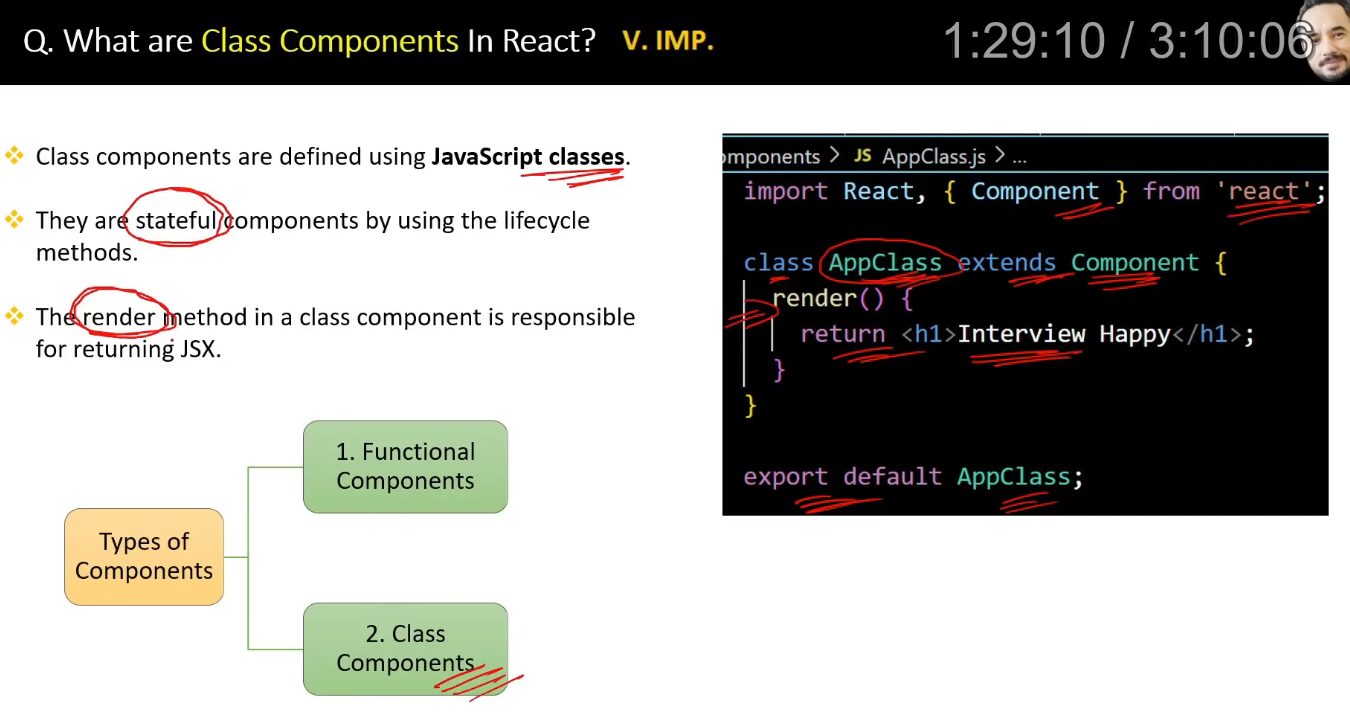 Q. What are Class Components In React? V. IMP.
1:29:10 / 3:10:06
Class components are defined using JavaScript classes.
They are stateful components by using the lifecycle
methods.
The render method in a class component is responsible
for returning JSX.
Types of
Components
1. Functional
Components
2. Class
Components
omponents > JS AppClass.js > ...
import React, { Component } from 'react';
class AppClass extends Component {
render() {
return <h1>Interview Happy</h1>;
}
}
export default AppClass;